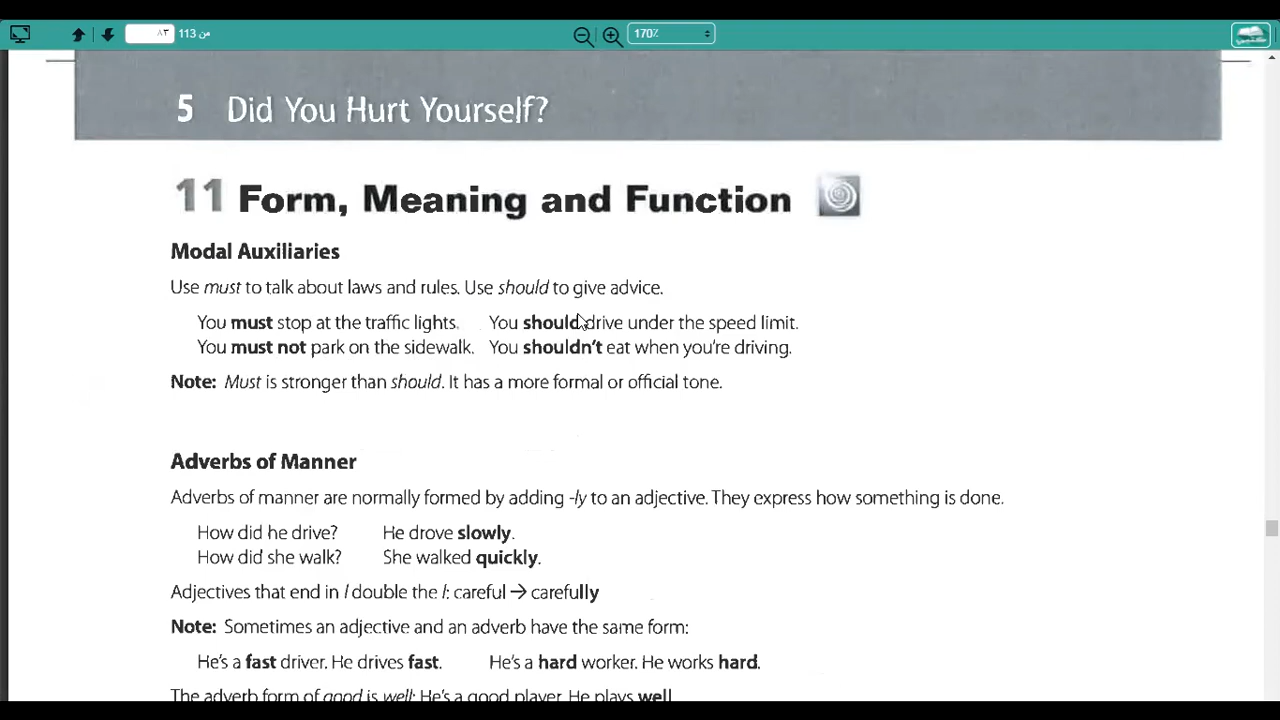 ٨٣ من 113
170٪
5 Did You Hurt Yourself?
11 Form, Meaning and Function
Modal Auxiliaries
Use must to talk about laws and rules. Use should to give advice.
You must stop at the traffic lights. You should drive under the speed limit.
You must not park on the sidewalk. You shouldn't eat when you're driving.
Note: Must is stronger than should. It has a more formal or official tone.
Adverbs of Manner
Adverbs of manner are normally formed by adding -ly to an adjective. They express how something is done.
How did he drive? He drove slowly.
How did she walk? She walked quickly.
Adjectives that end in l double the l: careful → carefully
Note: Sometimes an adjective and an adverb have the same form:
He's a fast driver. He drives fast. He's a hard worker. He works hard.
The adverb form of good is well: He's a good player. He plays well